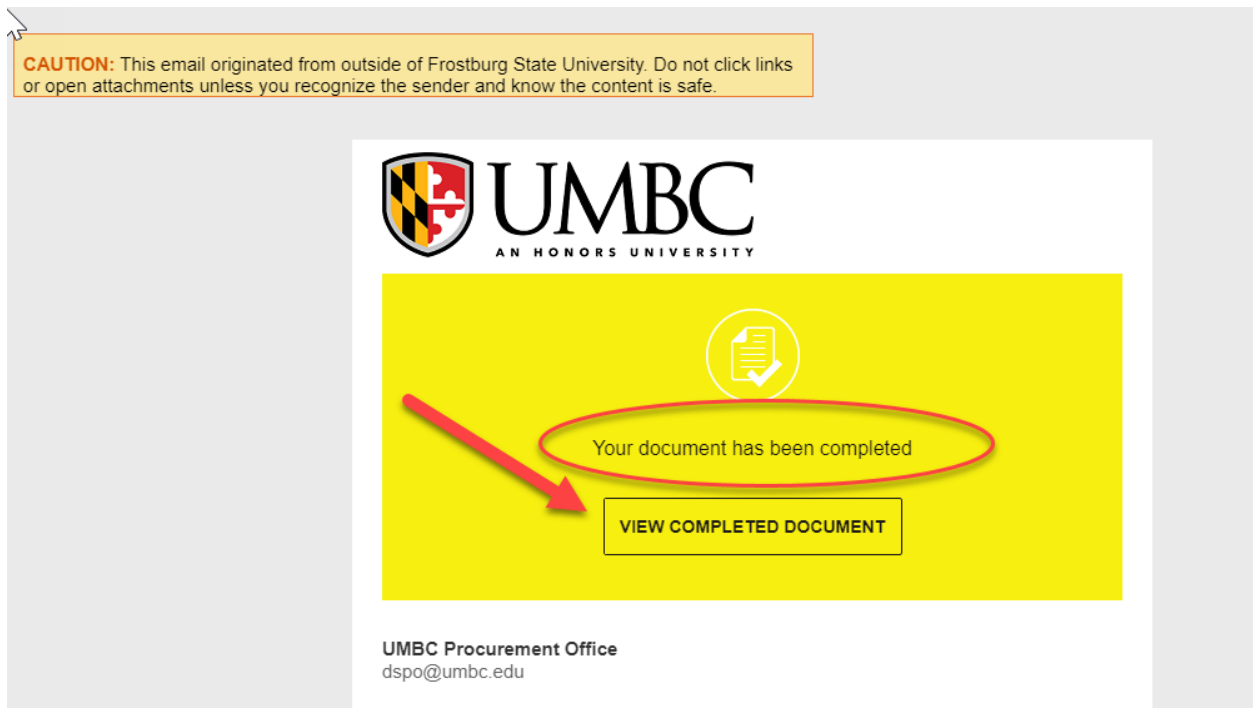 CAUTION: This email originated from outside of Frostburg State University. Do not click links
or open attachments unless you recognize the sender and know the content is safe.
UMBC
AN HONORS UNIVERSITY
Your document has been completed
VIEW COMPLETED DOCUMENT
UMBC Procurement Office
dspo@umbc.edu